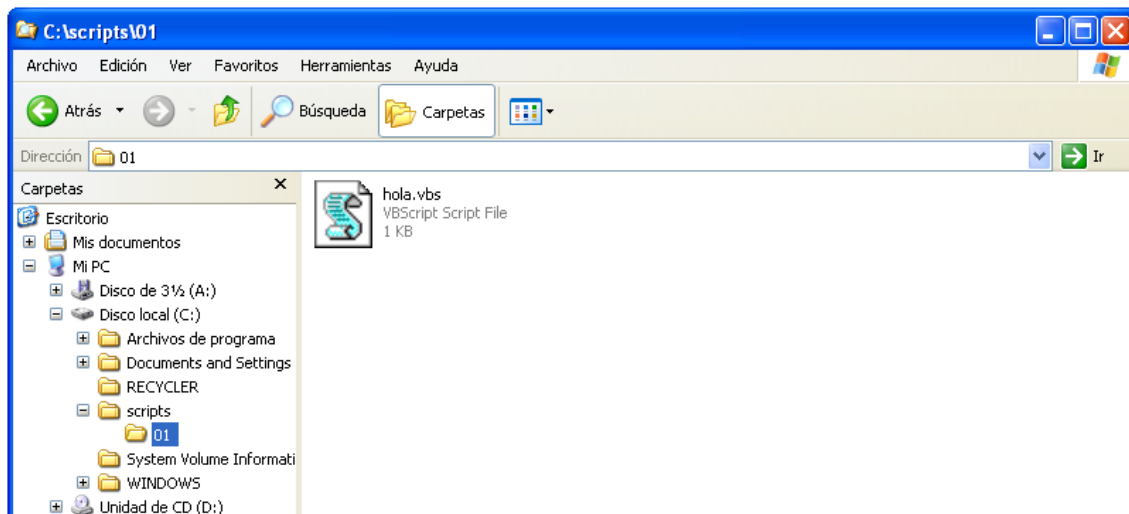 C:\scripts\01
Archivo Edición Ver Favoritos Herramientas Ayuda
Atrás Búsqueda Carpetas
Dirección 01 Ir
Carpetas X
Escritorio
Mis documentos
Mi PC
Disco de 3½ (A:)
Disco local (C:)
Archivos de programa
Documents and Settings
RECYCLER
scripts
01
System Volume Informati
WINDOWS
Unidad de CD (D:)
hola.vbs
VBScript Script File
1 KB